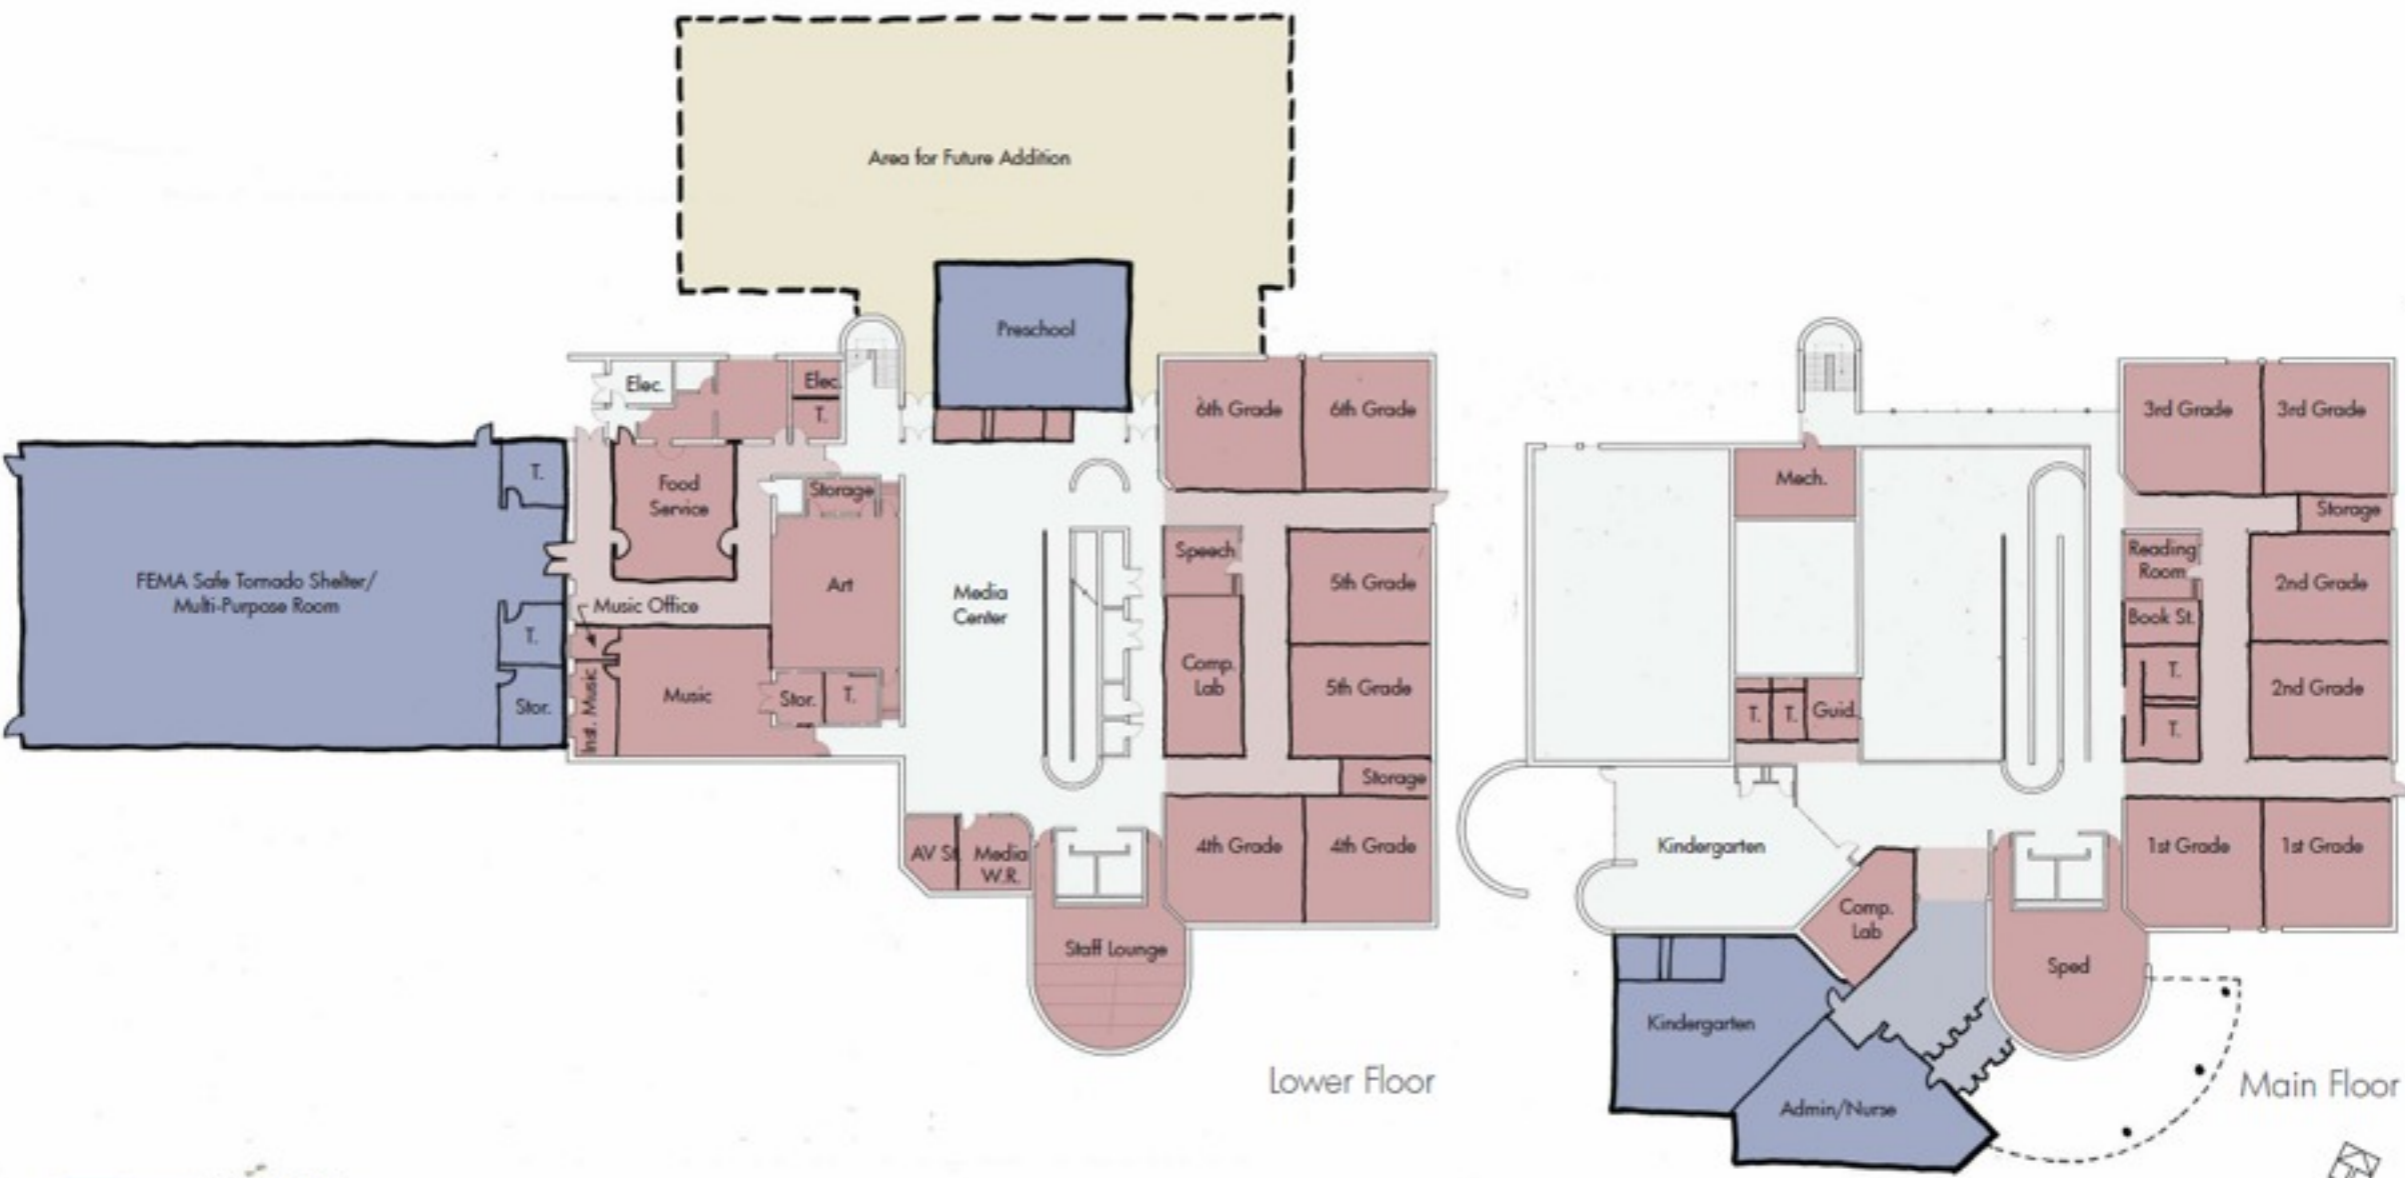 Area for Future Addition
Preschool
Elec.
Elec.
T.
6th Grade
6th Grade
T.
Food
Service
Storage
FEMA Safe Tornado Shelter/
Multi-Purpose Room
T.
Music Office
Art
Media
Center
Speech
5th Grade
Comp.
Lab
5th Grade
Stor.
Inst. Music
Music
Stor.
T.
Storage
AV St.
Media
W.R.
4th Grade
4th Grade
Staff Lounge
Lower Floor
3rd Grade
3rd Grade
Mech.
Storage
Reading
Room
2nd Grade
Book St.
T.
2nd Grade
T.
T.
T.
Guid.
Kindergarten
1st Grade
1st Grade
Comp.
Lab
Sped
Kindergarten
Admin/Nurse
Main Floor